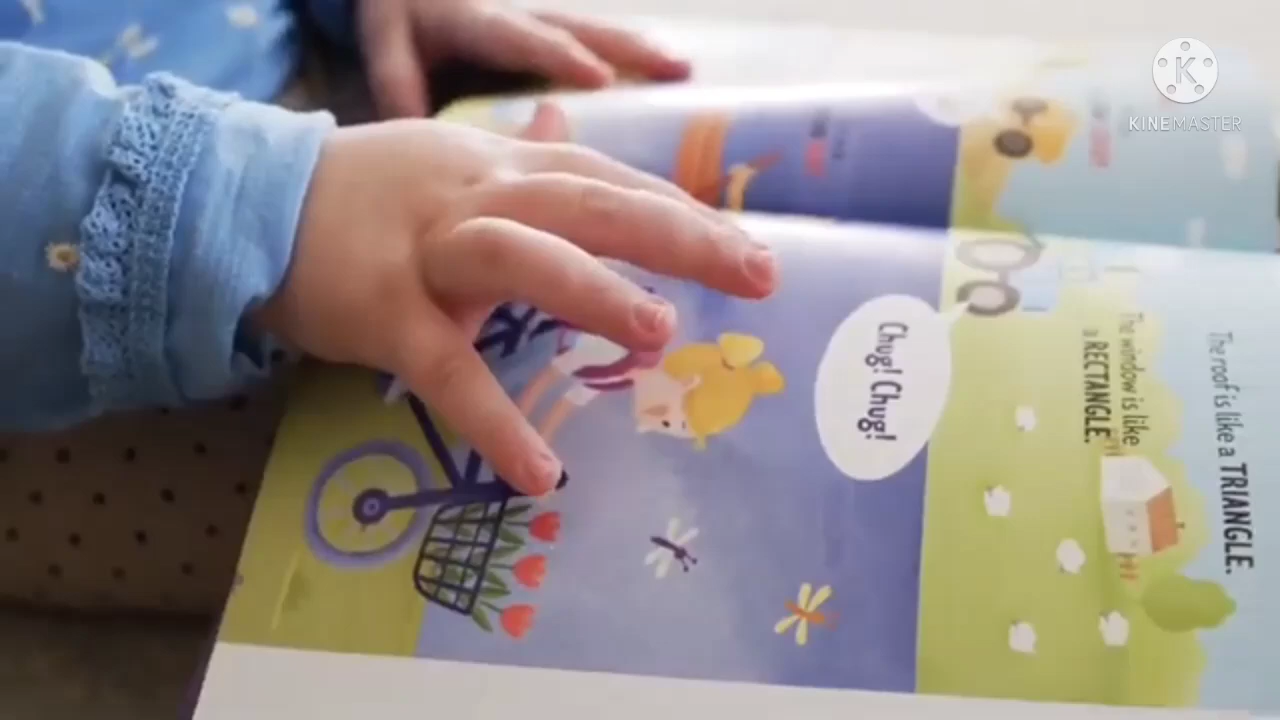 The roof is like a TRIANGLE.
The window is like
a RECTANGLE.
Chug! Chug!
KINEMASTER